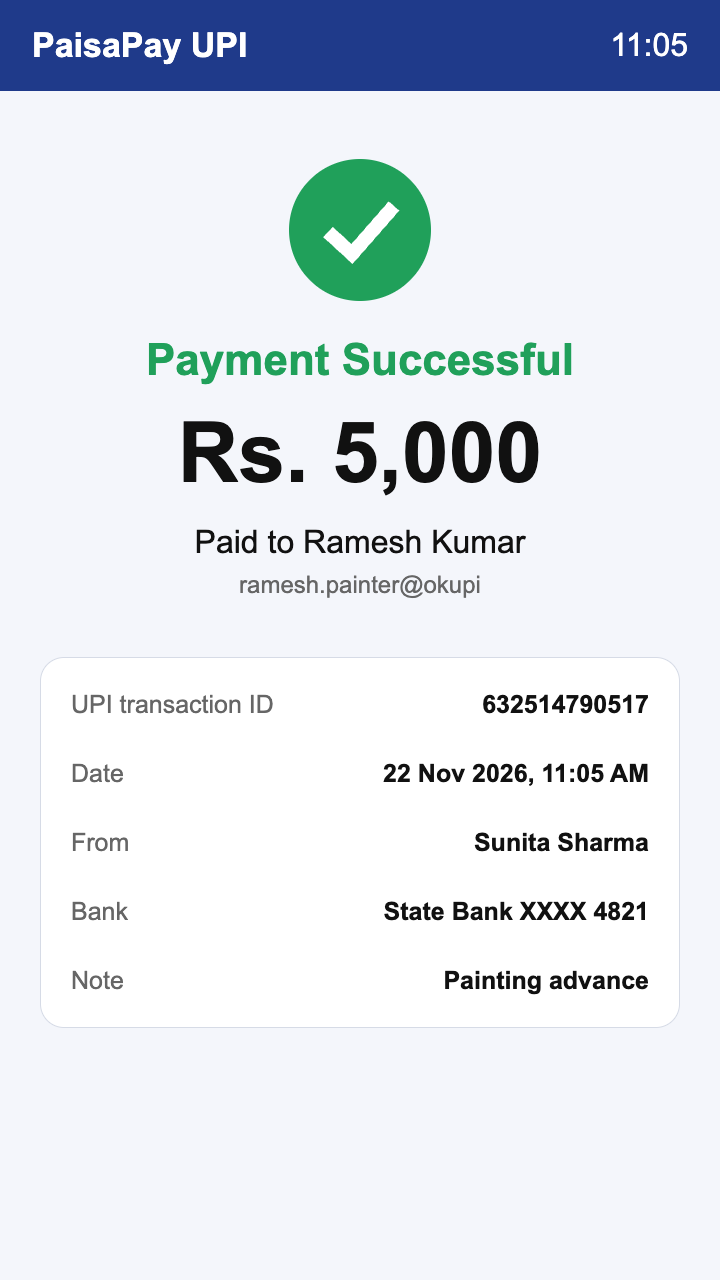 PaisaPay UPI 11:05
Payment Successful
Rs. 5,000
Paid to Ramesh Kumar
ramesh.painter@okupi
UPI transaction ID 632514790517
Date 22 Nov 2026, 11:05 AM
From Sunita Sharma
Bank State Bank XXXX 4821
Note Painting advance